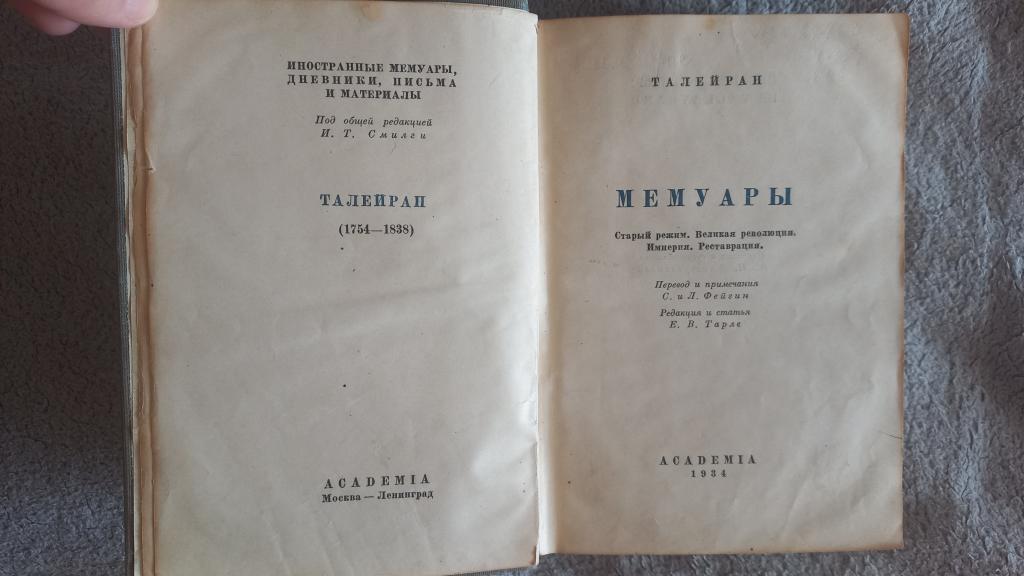 ИНОСТРАННЫЕ МЕМУАРЫ,
ДНЕВНИКИ, ПИСЬМА
И МАТЕРИАЛЫ
Под общей редакцией
И. Т. Смилги
ТАЛЕЙРАН
(1754—1838)
ACADEMIA
Москва — Ленинград
ТАЛЕЙРАН
МЕМУАРЫ
Старый режим. Великая революция.
Империя. Реставрация.
Перевод и примечания
С. и Л. Фейгин
Редакция и статья
Е. В. Тарле
ACADEMIA
1934